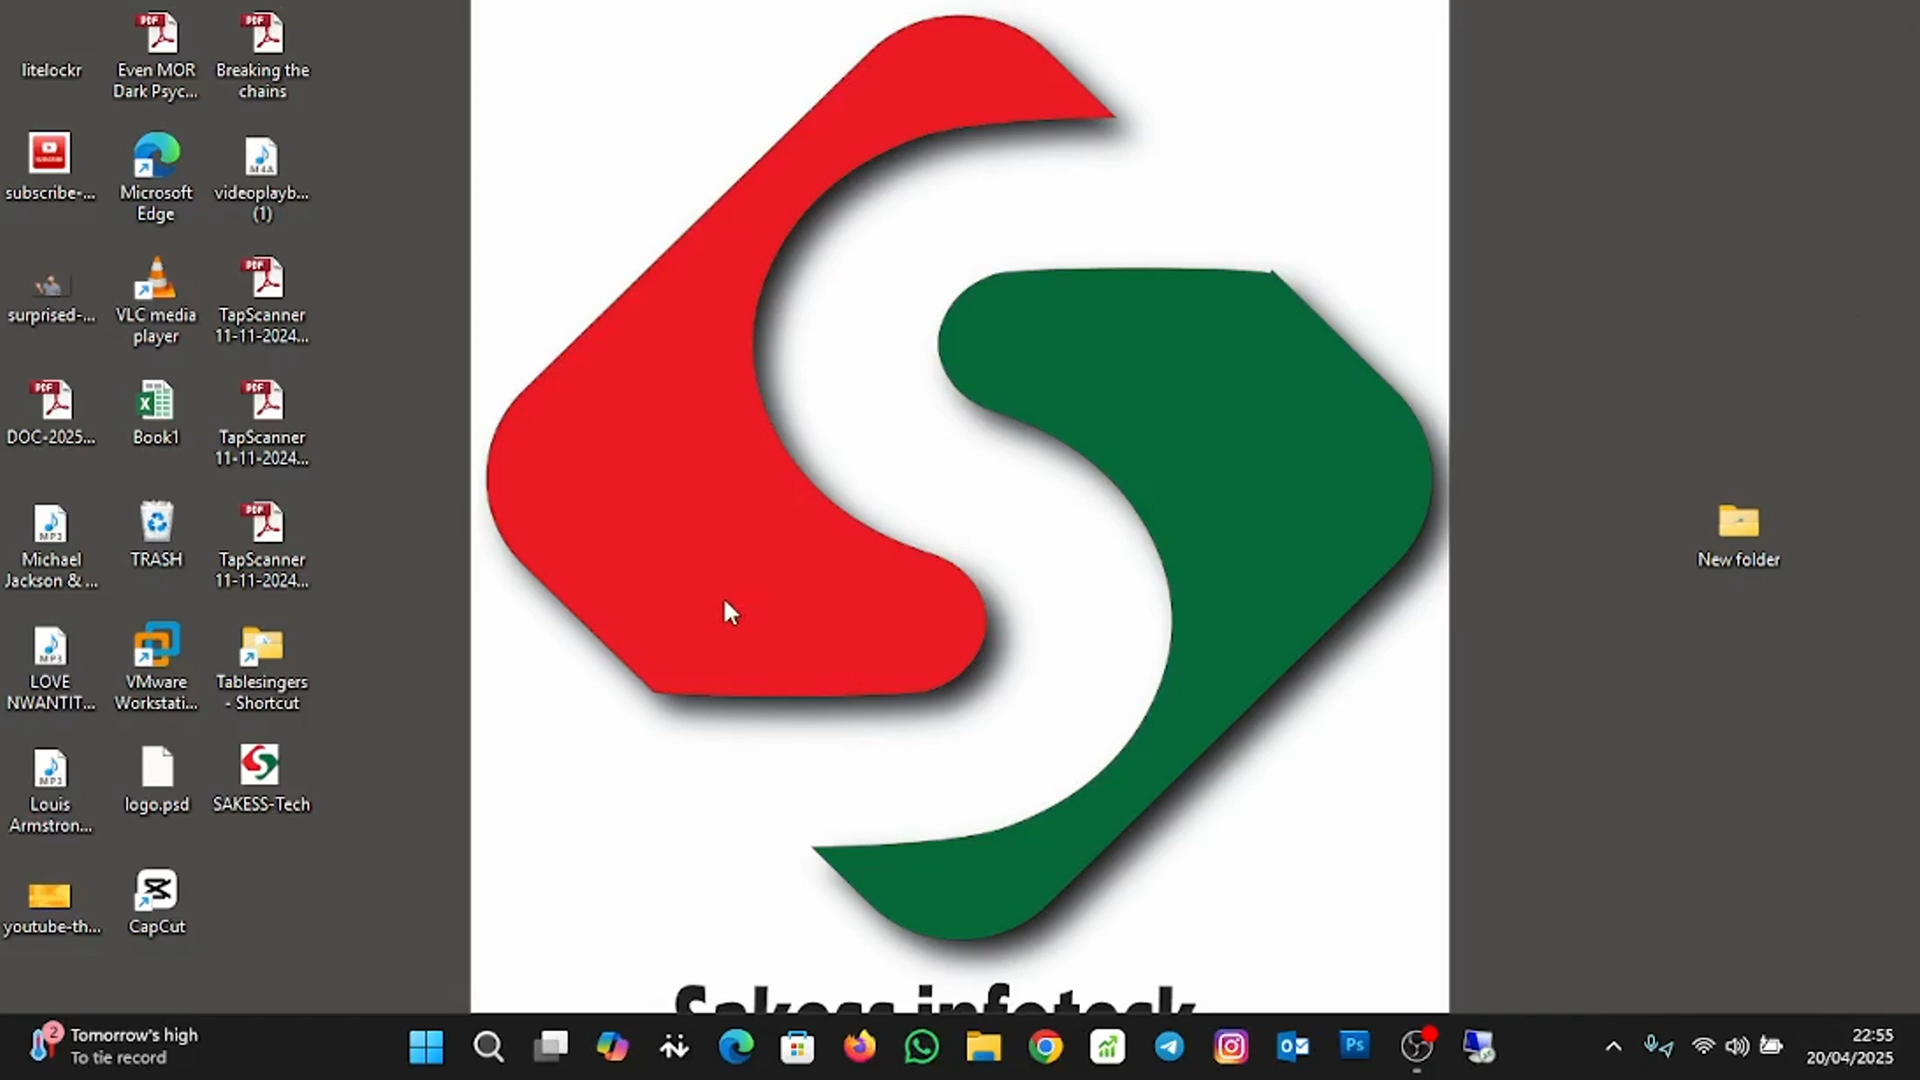 litelockr
Even MOR
Dark Psyc...
Breaking the
chains
subscribe-...
Microsoft
Edge
videoplayb...
(1)
surprised-...
VLC media
player
TapScanner
11-11-2024...
DOC-2025...
Book1
TapScanner
11-11-2024...
Michael
Jackson & ...
TRASH
TapScanner
11-11-2024...
LOVE
NWANTIT...
VMware
Workstati...
Tablesingers
- Shortcut
Louis
Armstron...
logo.psd
SAKESS-Tech
youtube-th...
CapCut
New folder
Sakess infoteck
2
Tomorrow's high
To tie record
22:55
20/04/2025